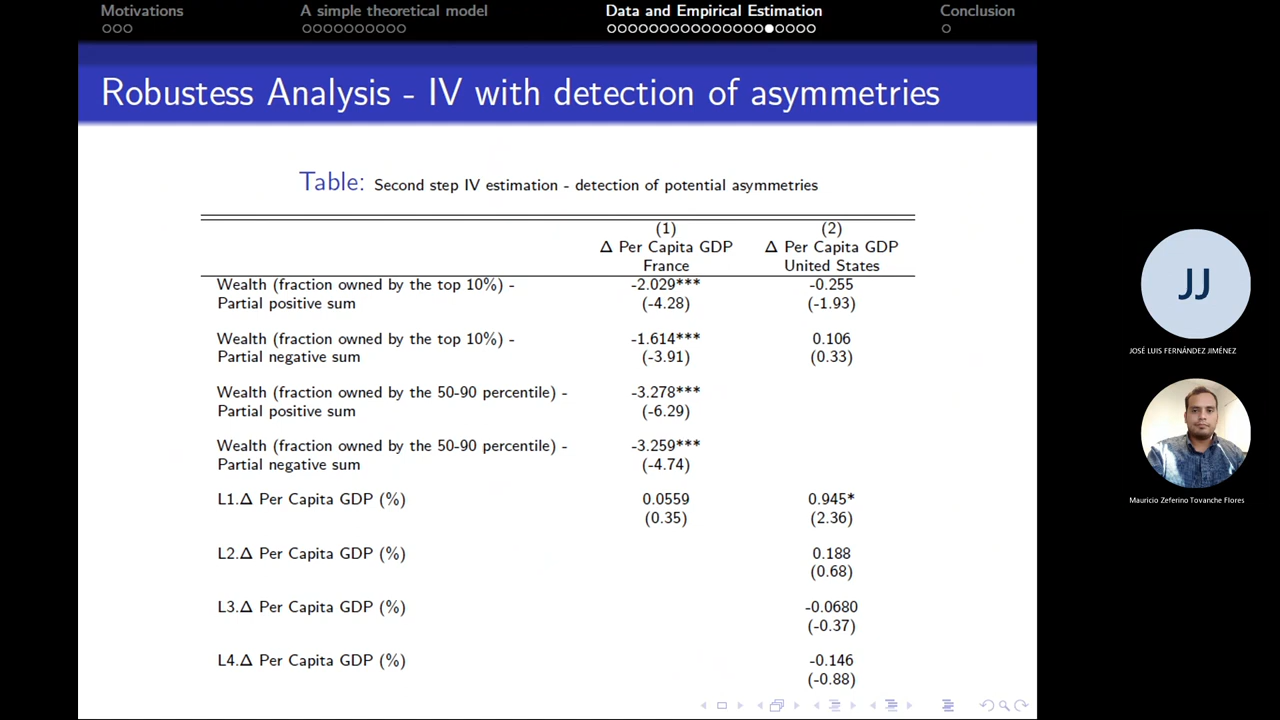 Motivations
A simple theoretical model
Data and Empirical Estimation
Conclusion
Robustess Analysis - IV with detection of asymmetries
Table: Second step IV estimation - detection of potential asymmetries
(1) (2)
Δ Per Capita GDP Δ Per Capita GDP
France United States
Wealth (fraction owned by the top 10%) - -2.029*** -0.255
Partial positive sum (-4.28) (-1.93)
Wealth (fraction owned by the top 10%) - -1.614*** 0.106
Partial negative sum (-3.91) (0.33)
Wealth (fraction owned by the 50-90 percentile) - -3.278***
Partial positive sum (-6.29)
Wealth (fraction owned by the 50-90 percentile) - -3.259***
Partial negative sum (-4.74)
L1.Δ Per Capita GDP (%) 0.0559 0.945*
(0.35) (2.36)
L2.Δ Per Capita GDP (%) 0.188
(0.68)
L3.Δ Per Capita GDP (%) -0.0680
(-0.37)
L4.Δ Per Capita GDP (%) -0.146
(-0.88)
JJ
JOSÉ LUIS FERNÁNDEZ JIMÉNEZ
Mauricio Zeferino Tovanche Flores